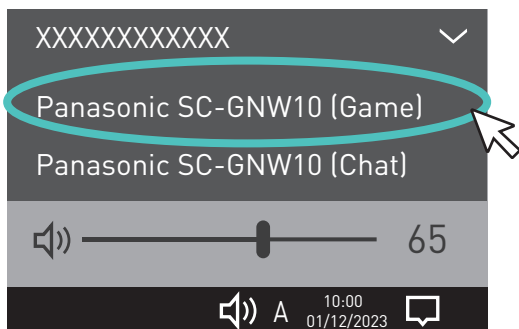 XXXXXXXXXXXX
Panasonic SC-GNW10 (Game)
Panasonic SC-GNW10 (Chat)
65
A
10:00
01/12/2023